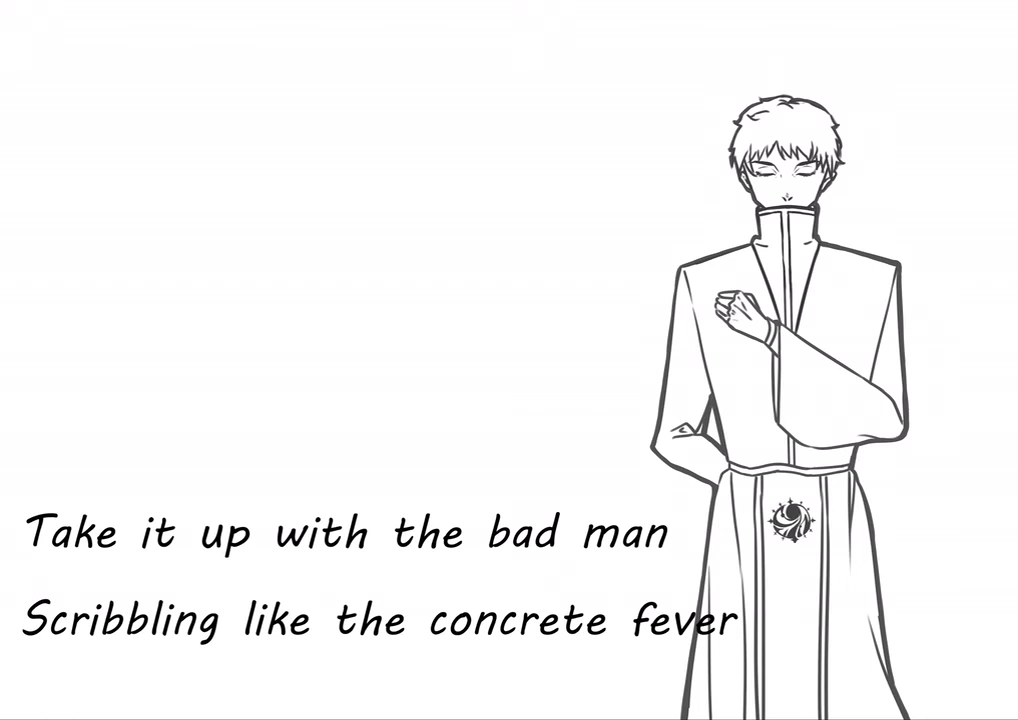 Take it up with the bad man
Scribbling like the concrete fever